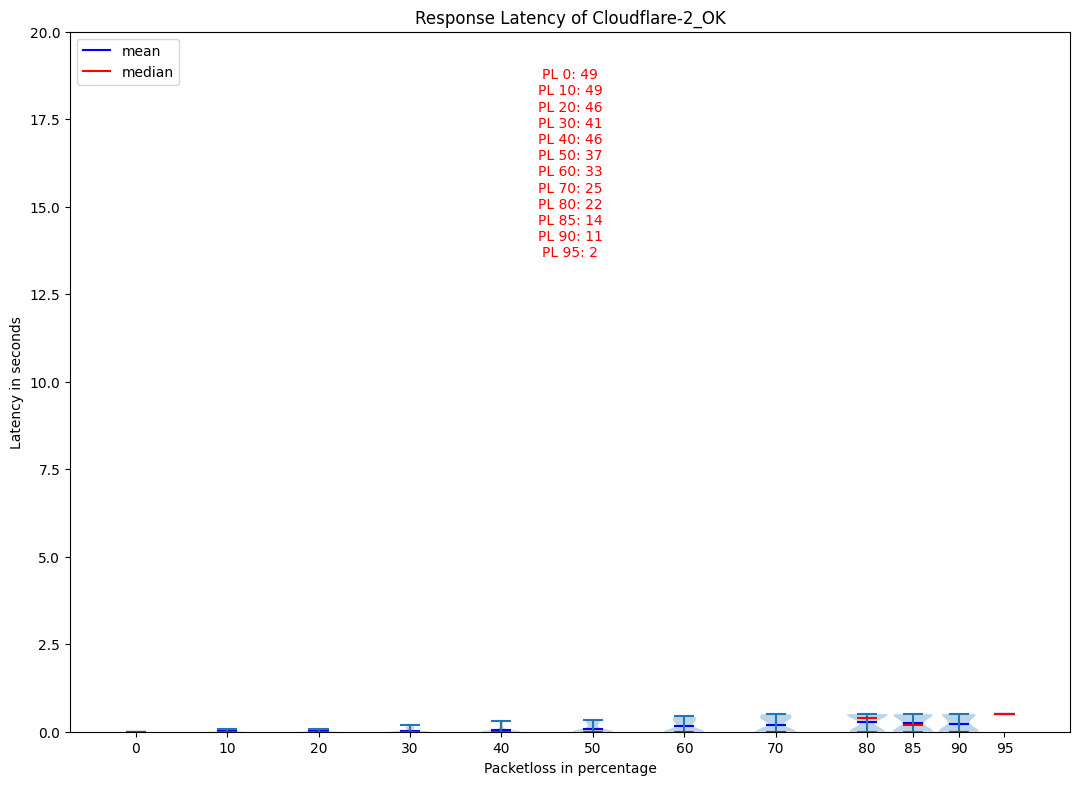 Response Latency of Cloudflare-2_OK
mean
median
PL 0: 49
PL 10: 49
PL 20: 46
PL 30: 41
PL 40: 46
PL 50: 37
PL 60: 33
PL 70: 25
PL 80: 22
PL 85: 14
PL 90: 11
PL 95: 2
Latency in seconds
20.0
17.5
15.0
12.5
10.0
7.5
5.0
2.5
0.0
0 10 20 30 40 50 60 70 80 85 90 95
Packetloss in percentage